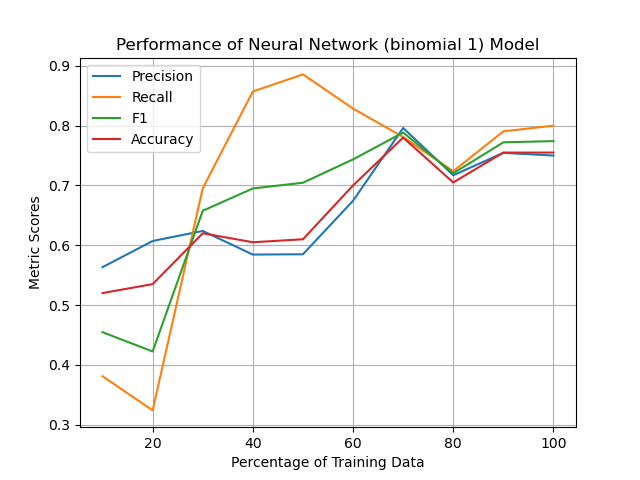 Performance of Neural Network (binomial 1) Model
Precision
Recall
F1
Accuracy
Metric Scores
0.9
0.8
0.7
0.6
0.5
0.4
0.3
20 40 60 80 100
Percentage of Training Data